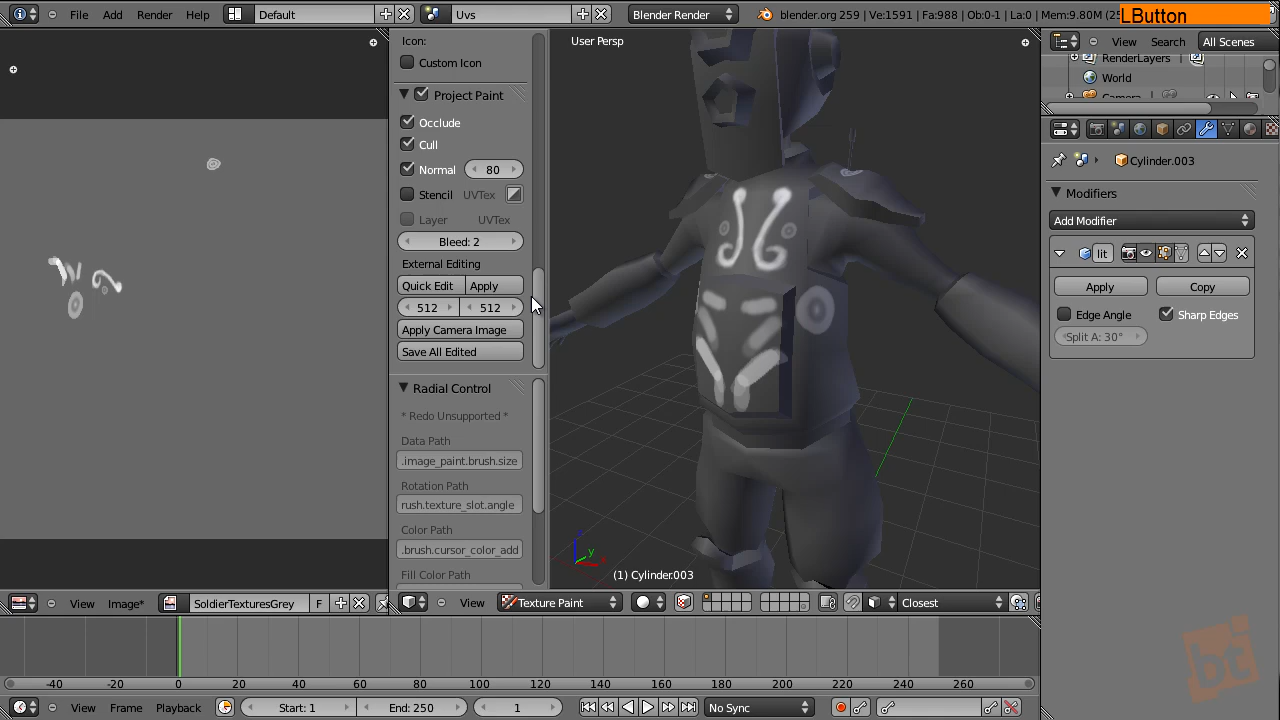 File Add Render Help Default Uvs Blender Render blender.org 259 | Ve:1591 | Fa:988 | Ob:0-1 | La:0 | Mem:9.80M LButton
Icon:
Custom Icon
Project Paint
Occlude
Cull
Normal 80
Stencil UVTex
Layer UVTex
Bleed: 2
External Editing
Quick Edit Apply
512 512
Apply Camera Image
Save All Edited
Radial Control
* Redo Unsupported *
Data Path
.image_paint.brush.size
Rotation Path
rush.texture_slot.angle
Color Path
.brush.cursor_color_add
Fill Color Path
User Persp
z
y
(1) Cylinder.003
View Search All Scenes
RenderLayers
World
Camera
Cylinder.003
Modifiers
Add Modifier
lit
Apply Copy
Edge Angle Sharp Edges
Split A: 30°
View Image* SoldierTexturesGrey F
View Texture Paint Closest
-40 -20 0 20 40 60 80 100 120 140 160 180 200 220 240 260
View Frame Playback Start: 1 End: 250 1 No Sync
bt